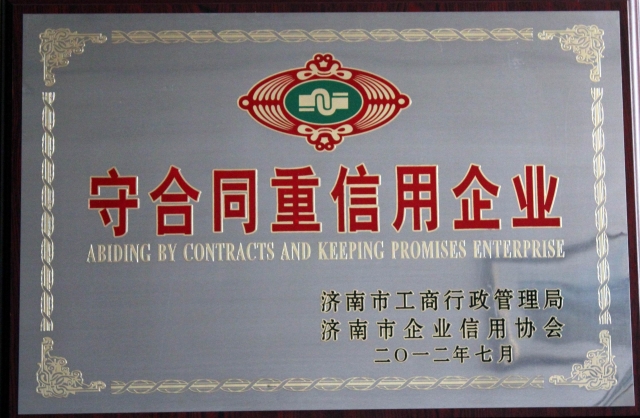 守合同重信用企业
ABIDING BY CONTRACTS AND KEEPING PROMISES ENTERPRISE
济南市工商行政管理局
济南市企业信用协会
二〇一二年七月